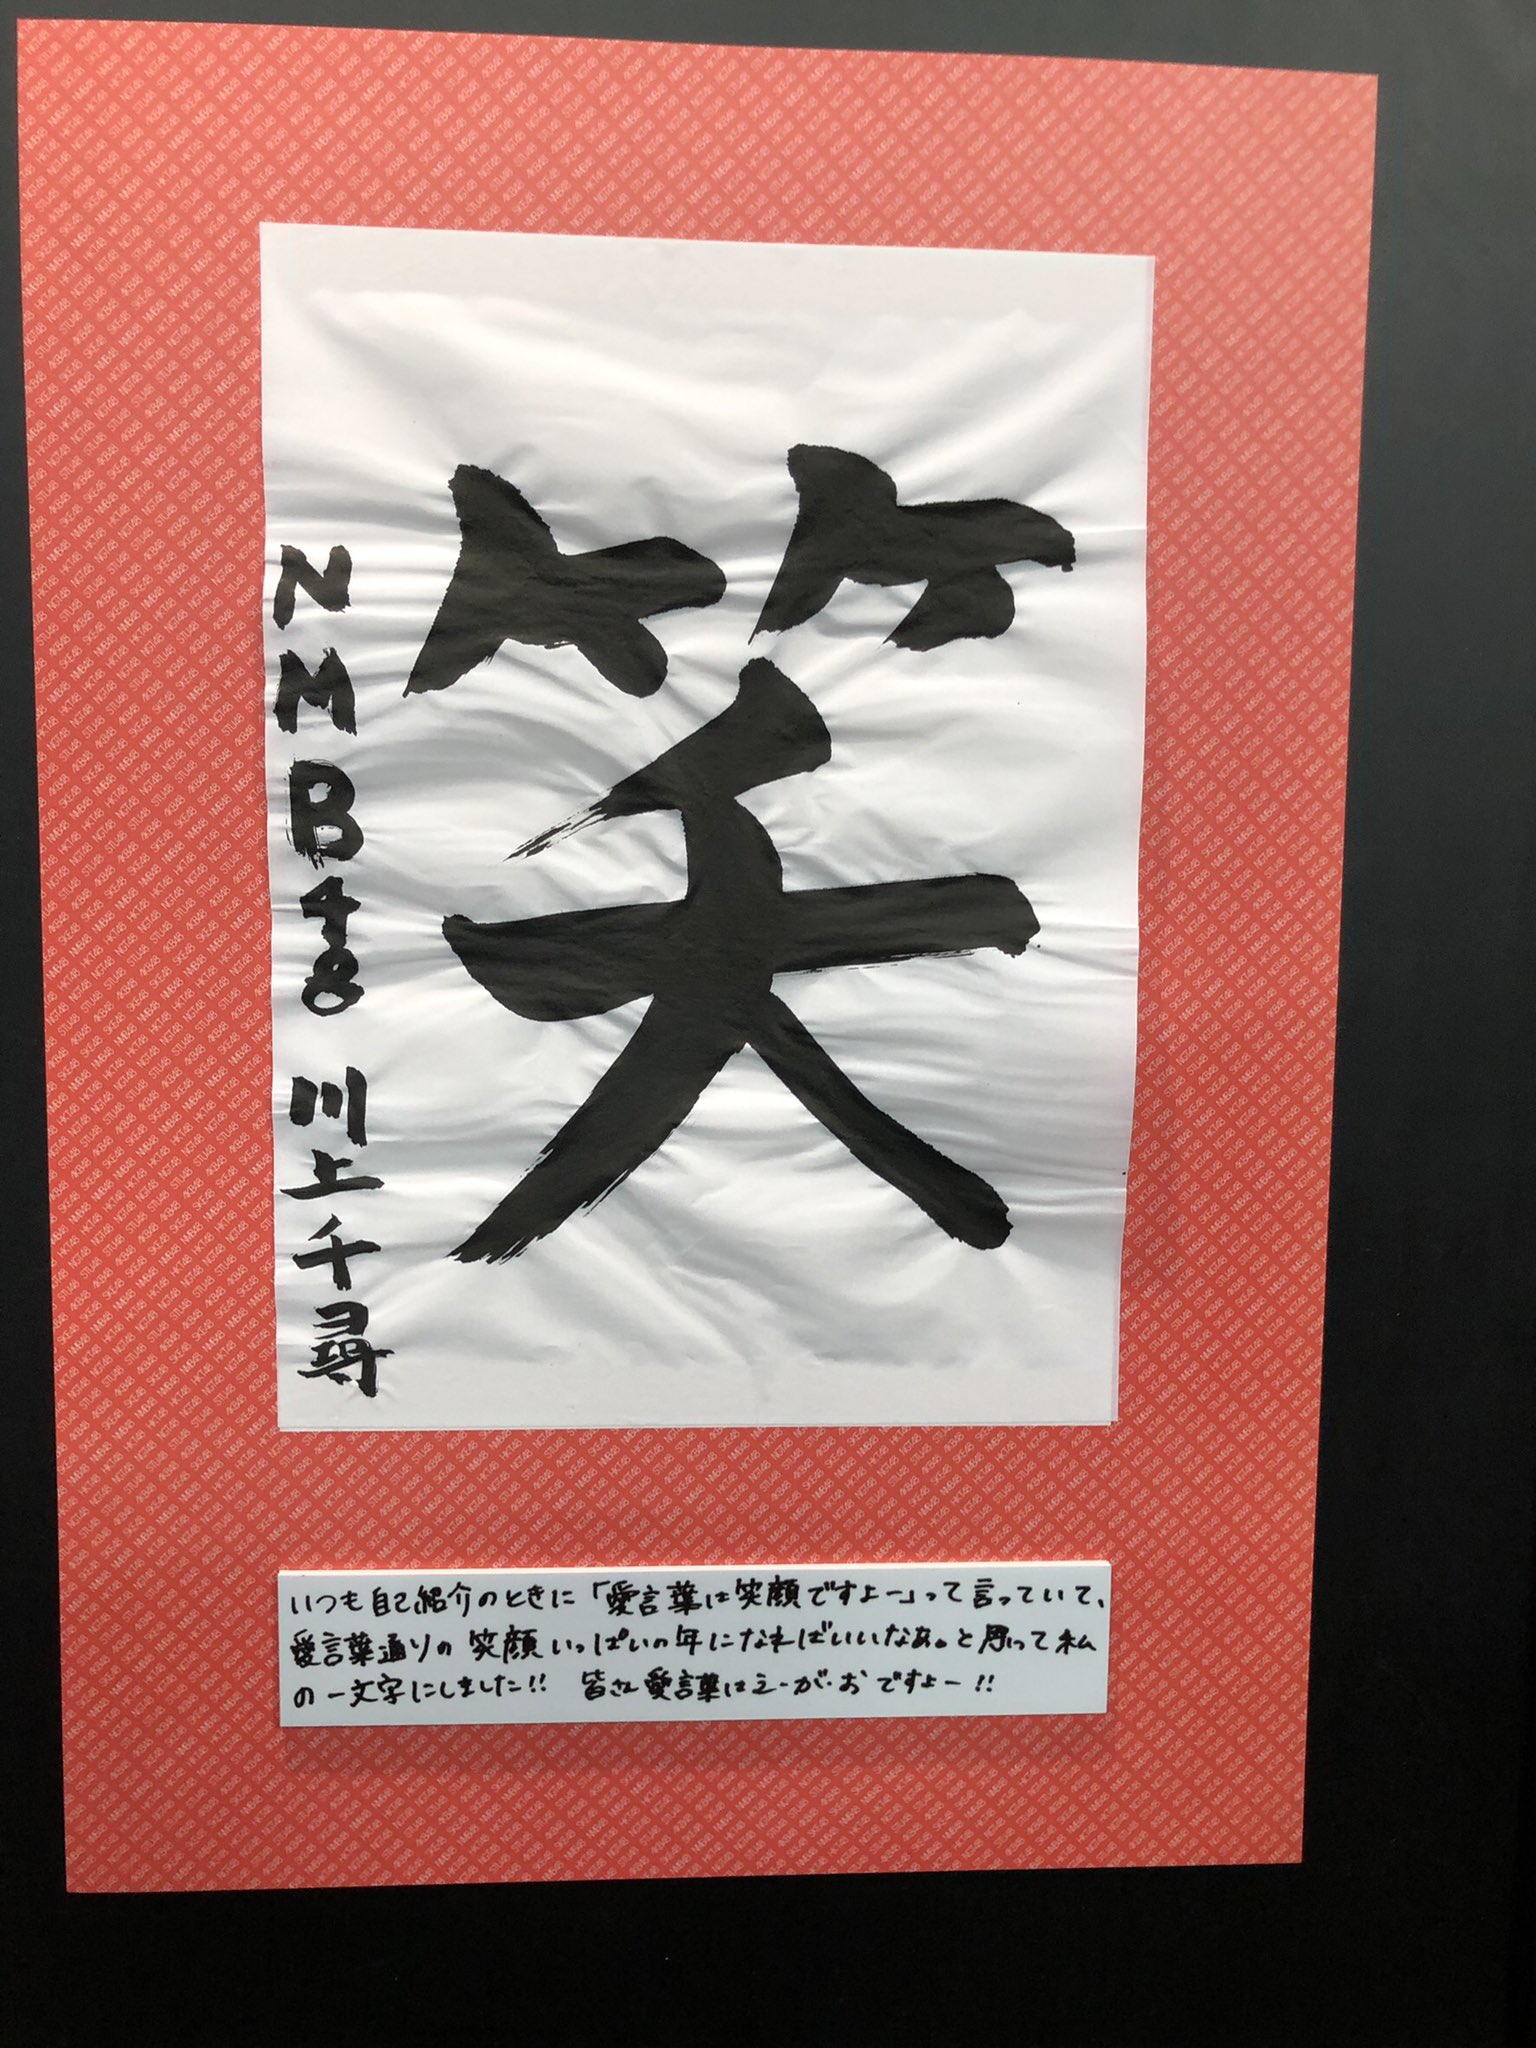 笑
NMB48 川上千尋
いつも自己紹介のときに「愛言葉は笑顔ですよー」って言っていて、
愛言葉通りの笑顔いっぱいの年になればいいなぁ。と思って私
の一文字にしました!! 皆さん愛言葉はえーがーおですよー!!